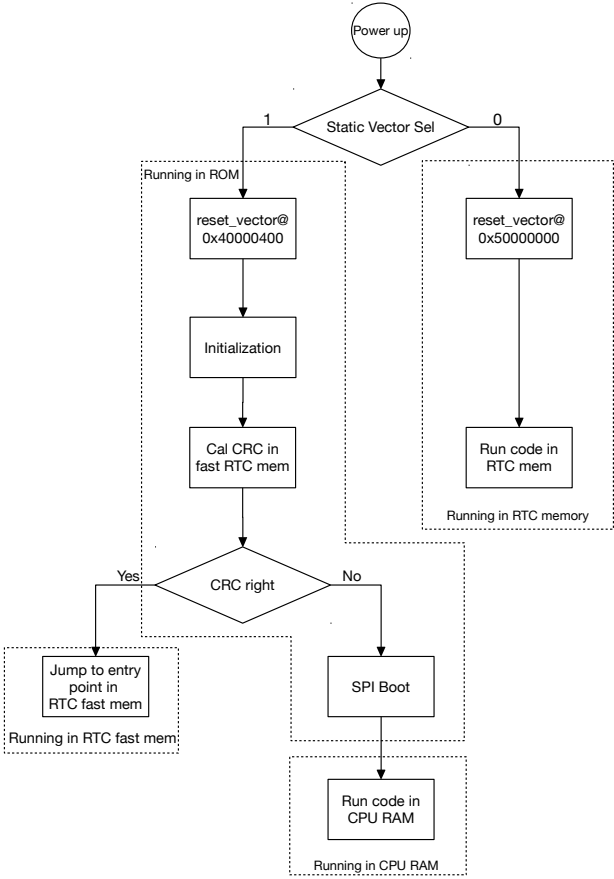 Power up
Static Vector Sel
1
0
Running in ROM
reset_vector@
0x40000400
reset_vector@
0x50000000
Initialization
Cal CRC in
fast RTC mem
Run code in
RTC mem
Running in RTC memory
CRC right
Yes
No
Jump to entry
point in
RTC fast mem
Running in RTC fast mem
SPI Boot
Run code in
CPU RAM
Running in CPU RAM